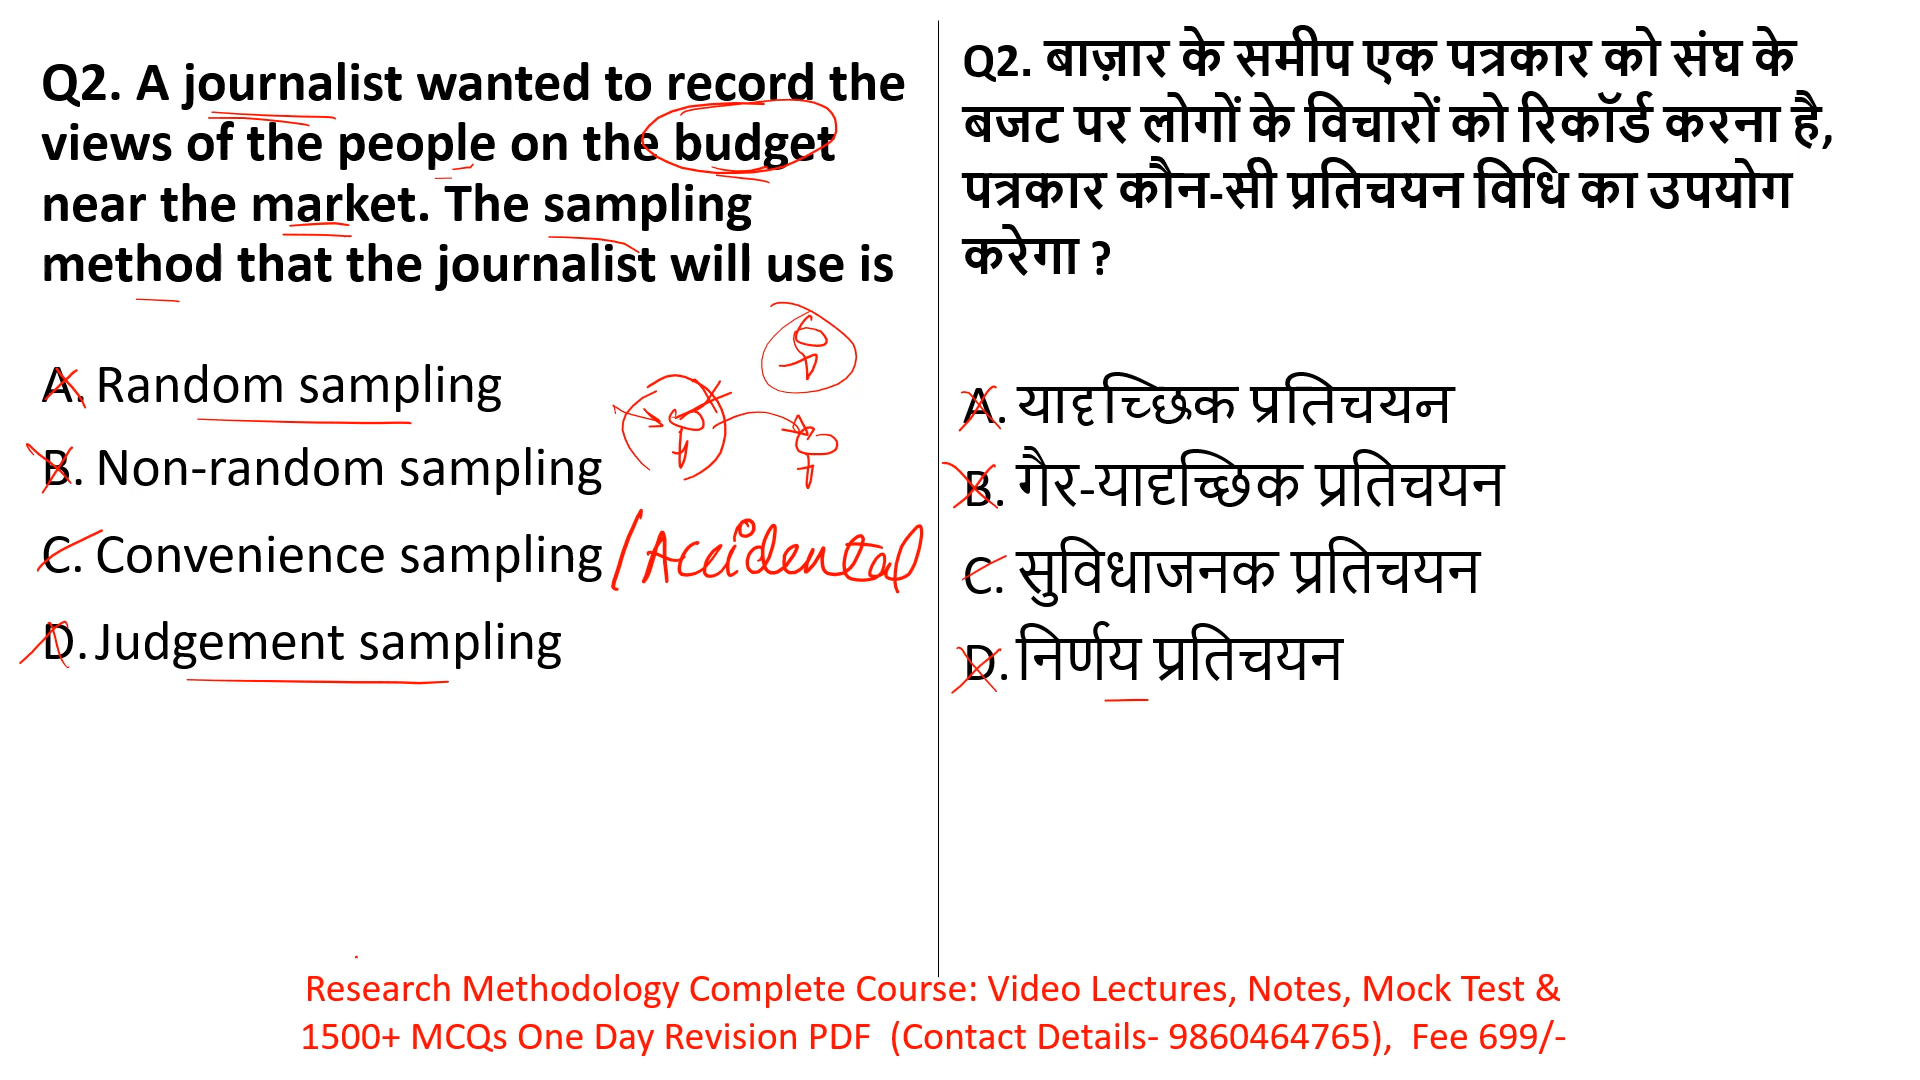 Q2. A journalist wanted to record the
views of the people on the budget
near the market. The sampling
method that the journalist will use is
A. Random sampling
B. Non-random sampling
C. Convenience sampling /Accidental
D. Judgement sampling
Q2. बाज़ार के समीप एक पत्रकार को संघ के
बजट पर लोगों के विचारों को रिकॉर्ड करना है,
पत्रकार कौन-सी प्रतिचयन विधि का उपयोग
करेगा ?
A. यादृच्छिक प्रतिचयन
B. गैर-यादृच्छिक प्रतिचयन
C. सुविधाजनक प्रतिचयन
D. निर्णय प्रतिचयन
Research Methodology Complete Course: Video Lectures, Notes, Mock Test &
1500+ MCQs One Day Revision PDF (Contact Details- 9860464765), Fee 699/-